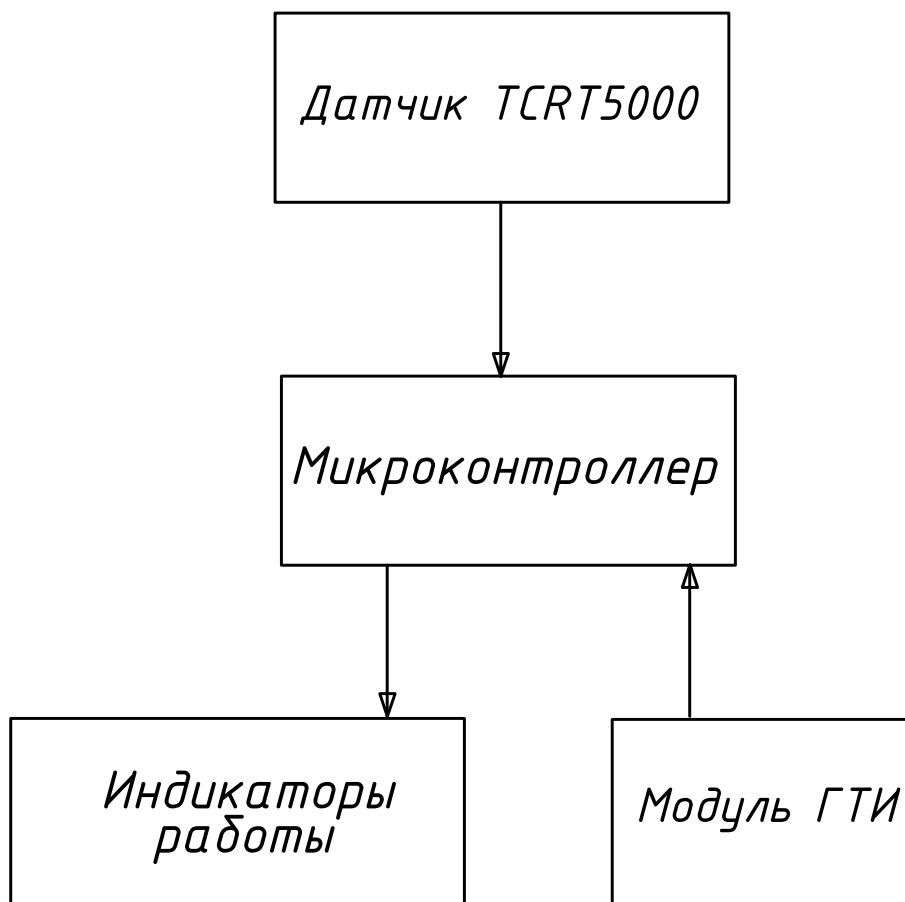 Датчик TCRT5000
Микроконтроллер
Индикаторы
работы
Модуль ГТИ